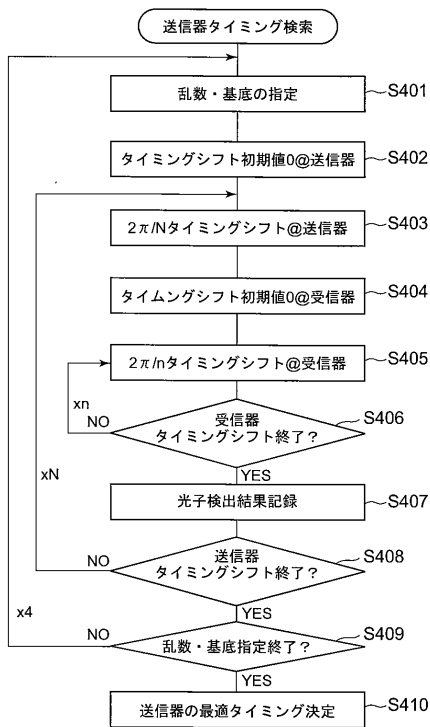 送信器タイミング検索
乱数・基底の指定
S401
タイミングシフト初期値0@送信器
S402
2π/Nタイミングシフト@送信器
S403
タイムングシフト初期値0@受信器
S404
2π/nタイミングシフト@受信器
S405
xn
NO
受信器
タイミングシフト終了？
S406
YES
xN
光子検出結果記録
S407
NO
送信器
タイミングシフト終了？
S408
YES
x4
NO
乱数・基底指定終了？
S409
YES
送信器の最適タイミング決定
S410